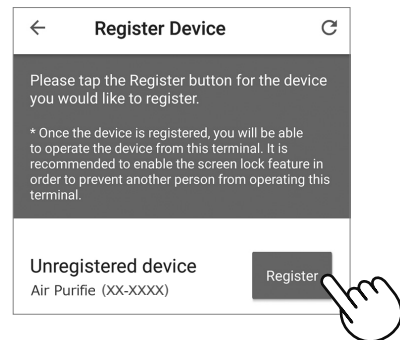 Register Device
Please tap the Register button for the device
you would like to register.
* Once the device is registered, you will be able
to operate the device from this terminal. It is
recommended to enable the screen lock feature in
order to prevent another person from operating this
terminal.
Unregistered device
Air Purifie (XX-XXXX)
Register